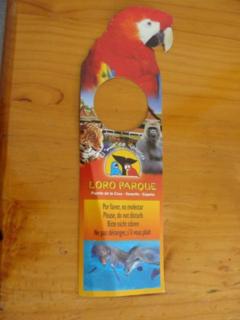 LORO PARQUE
Puerto de la Cruz - Tenerife - España
Por favor, no molestar
Please, do not disturb
Bitte nicht stören
Ne pas déranger, s'il vous plaît